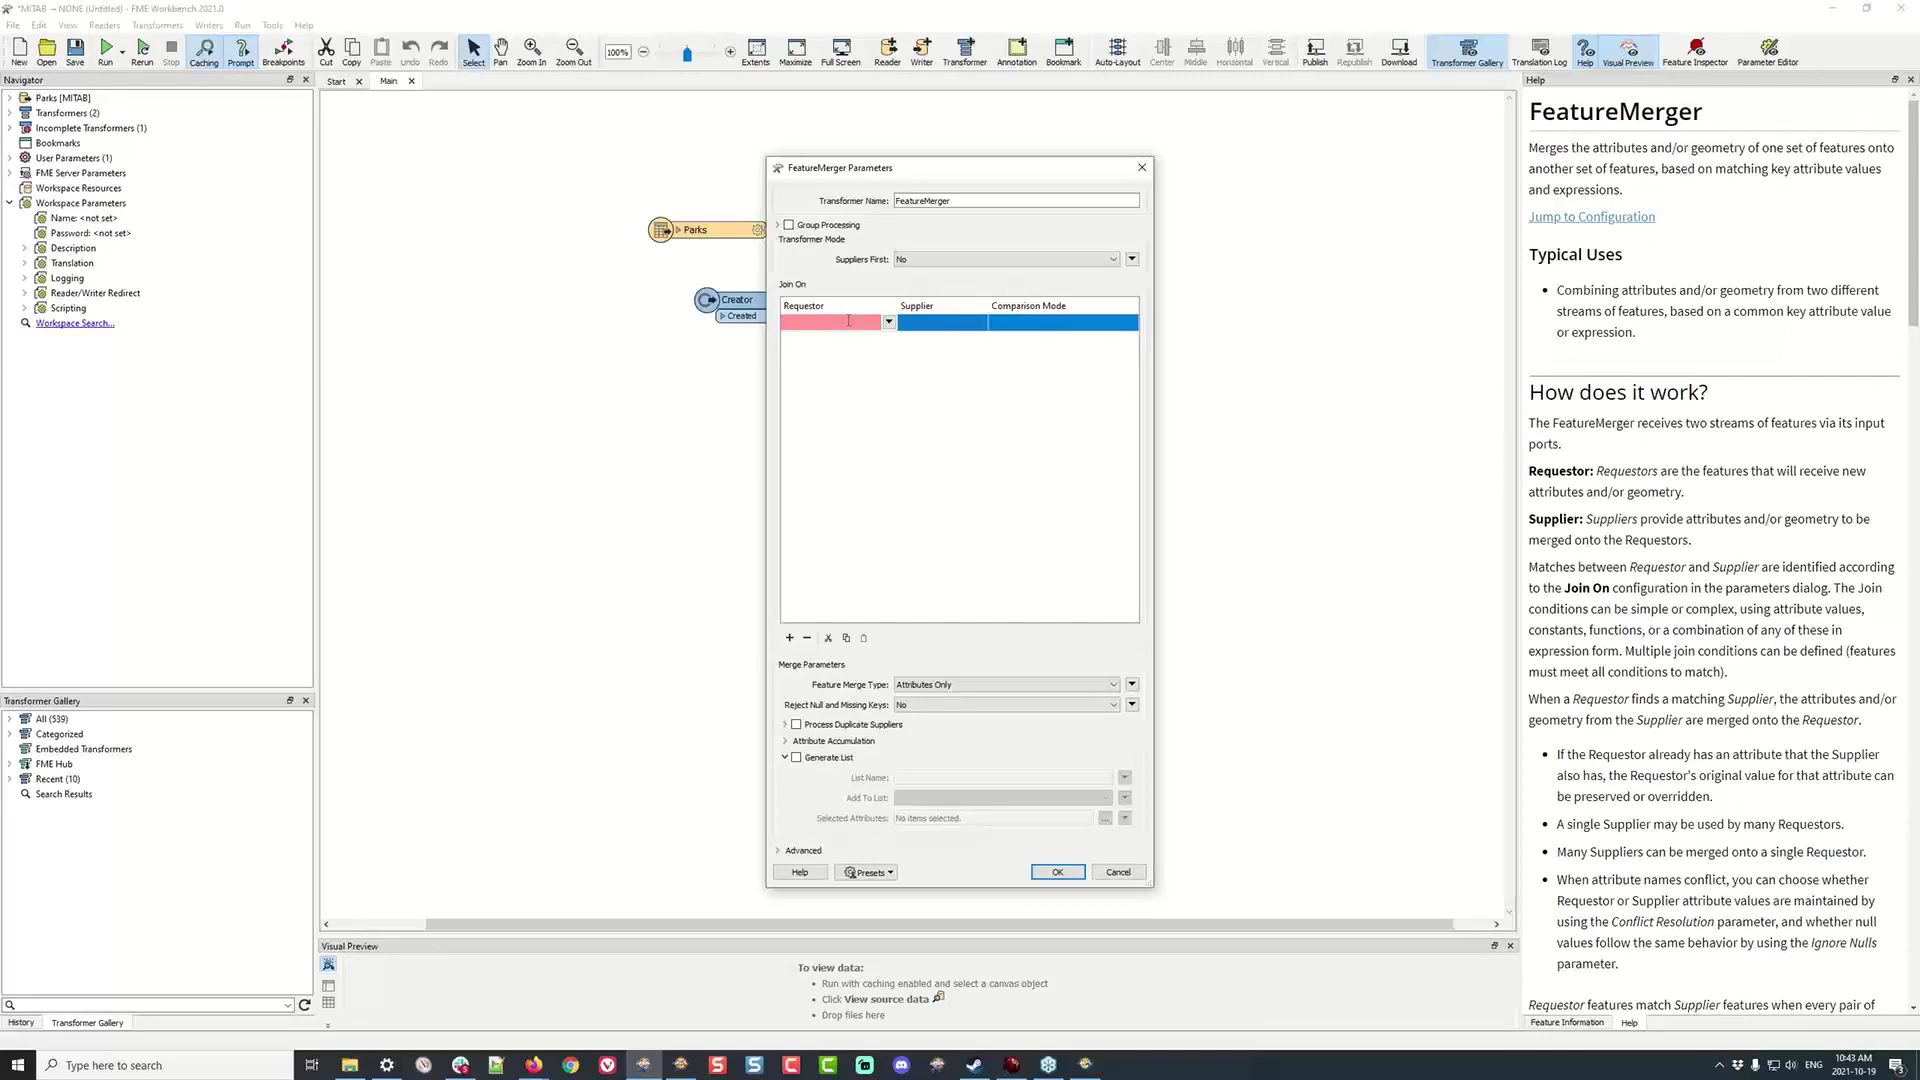 *MITAB → NONE (Untitled) - FME Workbench 2021.0
File Edit View Readers Transformers Writers Run Tools Help
New Open Save Run Rerun Stop Caching Prompt Breakpoints Cut Copy Paste Undo Redo Select Pan Zoom In Zoom Out 100% Extents Maximize Full Screen Reader Writer Transformer Annotation Bookmark Auto-Layout Center Middle Horizontal Vertical Publish Republish Download Transformer Gallery Translation Log Help Visual Preview Feature Inspector Parameter Editor
Navigator
Parks [MITAB]
Transformers (2)
Incomplete Transformers (1)
Bookmarks
User Parameters (1)
FME Server Parameters
Workspace Resources
Workspace Parameters
Name: <not set>
Password: <not set>
Description
Translation
Logging
Reader/Writer Redirect
Scripting
Workspace Search...
Transformer Gallery
All (539)
Categorized
Embedded Transformers
FME Hub
Recent (10)
Search Results
History Transformer Gallery
Start Main
Parks
Creator
Created
FeatureMerger Parameters
Transformer Name: FeatureMerger
Group Processing
Transformer Mode
Suppliers First: No
Join On
Requestor Supplier Comparison Mode
Merge Parameters
Feature Merge Type: Attributes Only
Reject Null and Missing Keys: No
Process Duplicate Suppliers
Attribute Accumulation
Generate List
List Name:
Add To List:
Selected Attributes: No items selected.
...
Advanced
Help Presets OK Cancel
Visual Preview
To view data:
• Run with caching enabled and select a canvas object
• Click View source data
• Drop files here
Help
FeatureMerger
Merges the attributes and/or geometry of one set of features onto
another set of features, based on matching key attribute values
and expressions.
Jump to Configuration
Typical Uses
• Combining attributes and/or geometry from two different
streams of features, based on a common key attribute value
or expression.
How does it work?
The FeatureMerger receives two streams of features via its input
ports.
Requestor: Requestors are the features that will receive new
attributes and/or geometry.
Supplier: Suppliers provide attributes and/or geometry to be
merged onto the Requestors.
Matches between Requestor and Supplier are identified according
to the Join On configuration in the parameters dialog. The Join
conditions can be simple or complex, using attribute values,
constants, functions, or a combination of any of these in
expression form. Multiple join conditions can be defined (features
must meet all conditions to match).
When a Requestor finds a matching Supplier, the attributes and/or
geometry from the Supplier are merged onto the Requestor.
• If the Requestor already has an attribute that the Supplier
also has, the Requestor's original value for that attribute can
be preserved or overridden.
• A single Supplier may be used by many Requestors.
• Many Suppliers can be merged onto a single Requestor.
• When attribute names conflict, you can choose whether
Requestor or Supplier attribute values are maintained by
using the Conflict Resolution parameter, and whether null
values follow the same behavior by using the Ignore Nulls
parameter.
Requestor features match Supplier features when every pair of
Feature Information Help
Type here to search
ENG
10:43 AM
2021-10-19